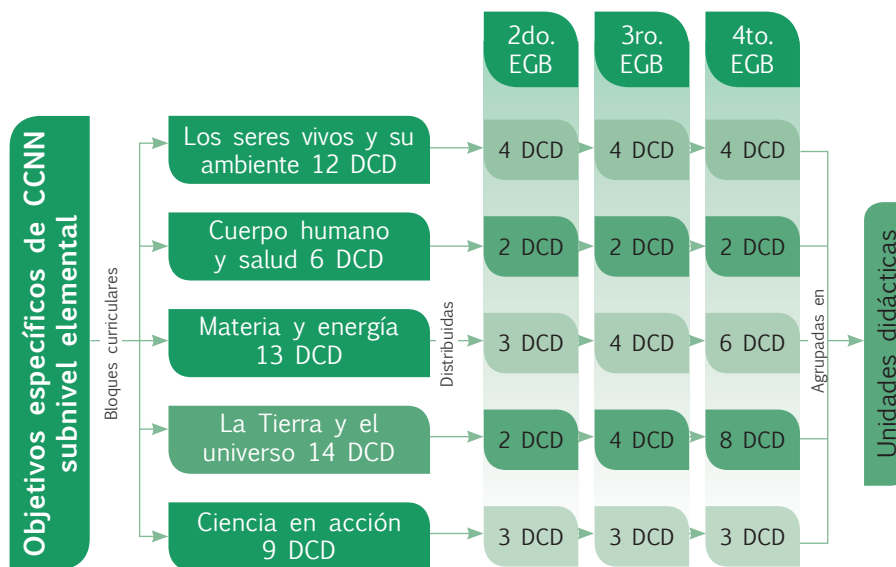 Objetivos específicos de CCNN
subnivel elemental
Bloques curriculares
Los seres vivos y su
ambiente 12 DCD
Cuerpo humano
y salud 6 DCD
Materia y energía
13 DCD
La Tierra y el
universo 14 DCD
Ciencia en acción
9 DCD
Distribuidas
2do.
EGB
3ro.
EGB
4to.
EGB
4 DCD
4 DCD
4 DCD
2 DCD
2 DCD
2 DCD
3 DCD
4 DCD
6 DCD
2 DCD
4 DCD
8 DCD
3 DCD
3 DCD
3 DCD
Agrupadas en
Unidades didácticas